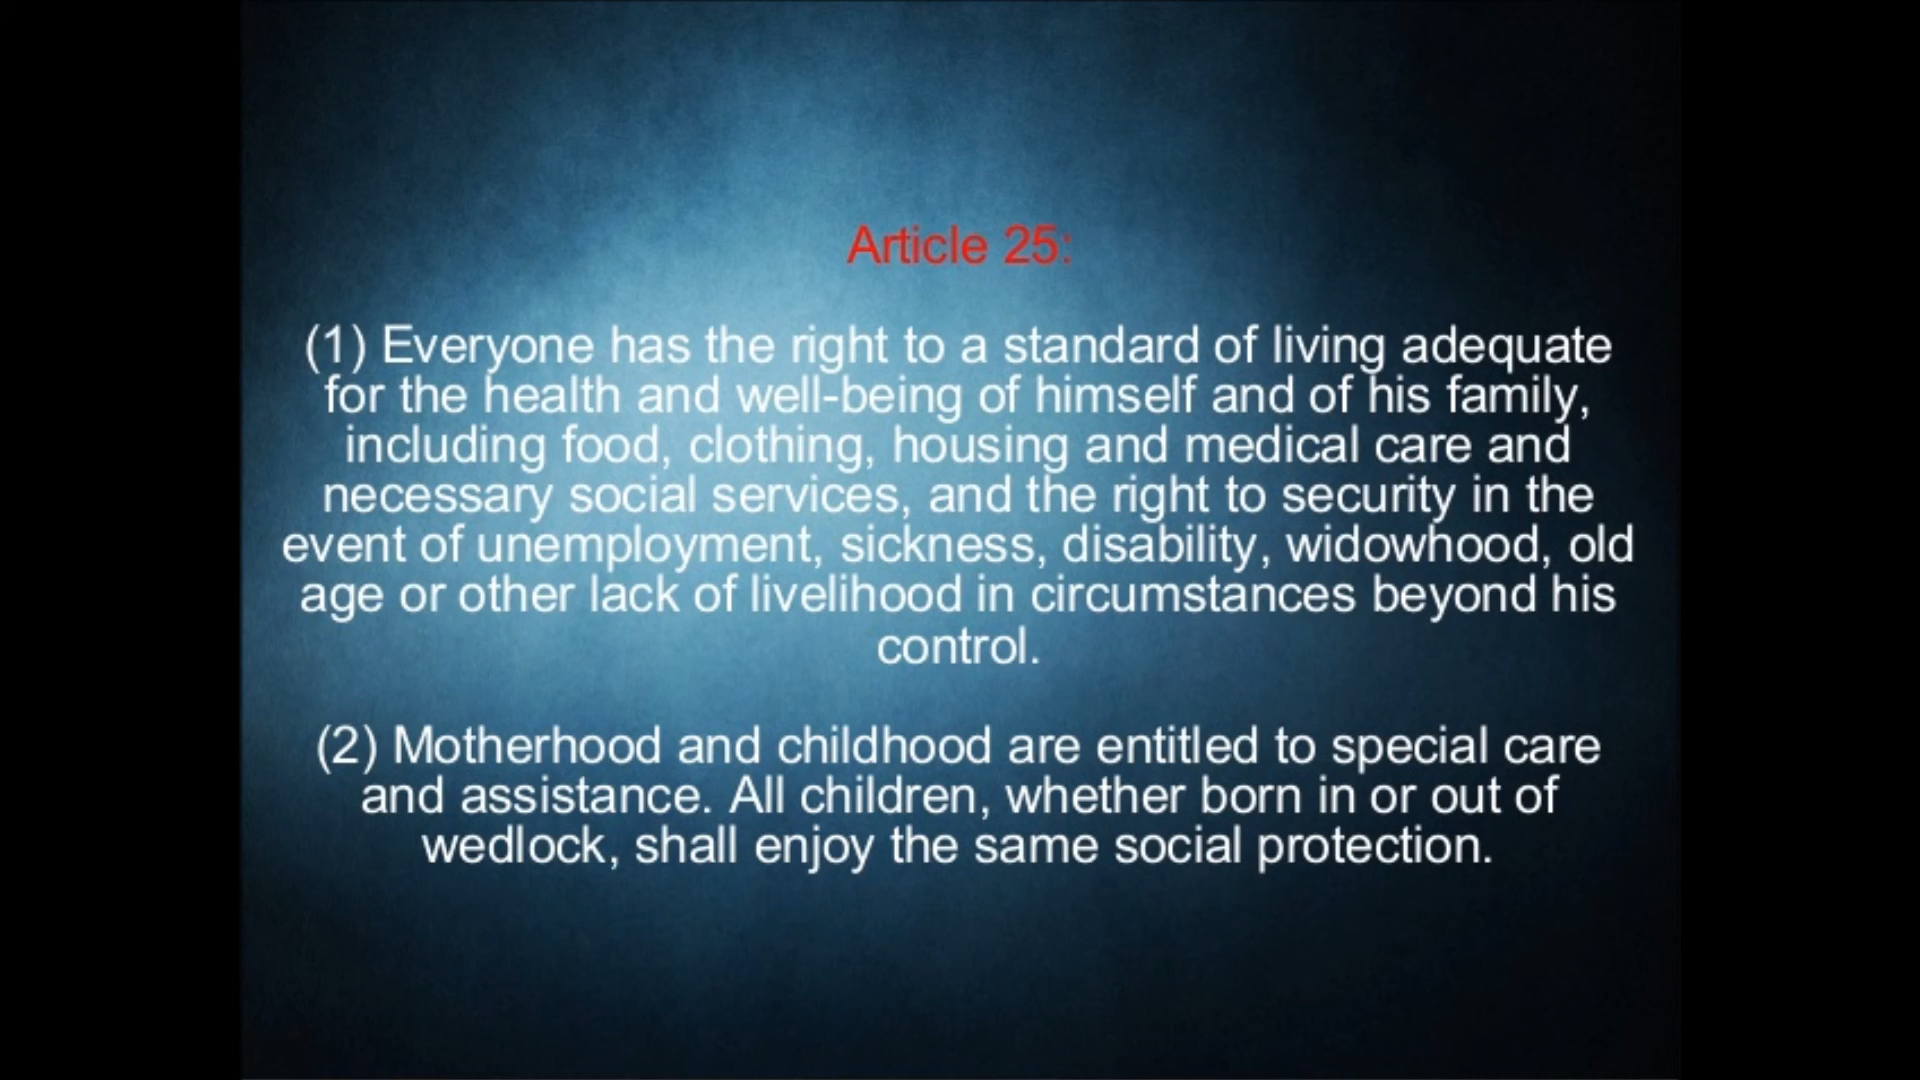 Article 25:
(1) Everyone has the right to a standard of living adequate
for the health and well-being of himself and of his family,
including food, clothing, housing and medical care and
necessary social services, and the right to security in the
event of unemployment, sickness, disability, widowhood, old
age or other lack of livelihood in circumstances beyond his
control.
(2) Motherhood and childhood are entitled to special care
and assistance. All children, whether born in or out of
wedlock, shall enjoy the same social protection.